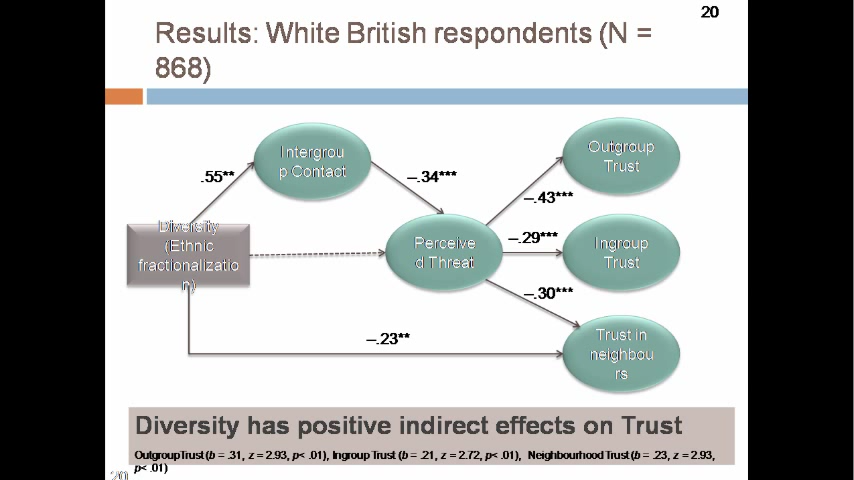 20
Results: White British respondents (N =
868)
Intergrou
p Contact
Outgroup
Trust
.55**
–.34***
–.43***
Diversity
(Ethnic
fractionalizatio
n)
Perceive
d Threat
–.29***
Ingroup
Trust
–.30***
–.23**
Trust in
neighbou
rs
Diversity has positive indirect effects on Trust
OutgroupTrust (b = .31, z = 2.93, p< .01), Ingroup Trust (b = .21, z = 2.72, p< .01), Neighbourhood Trust (b = .23, z = 2.93,
p< .01)
20